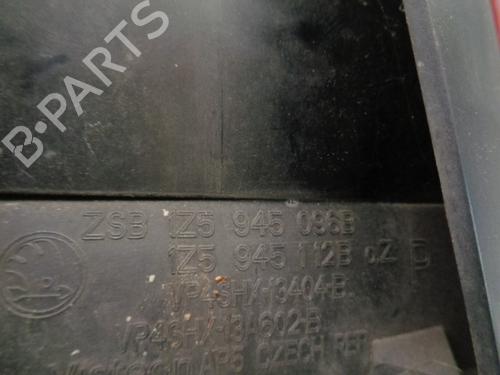 B-PARTS
ZSB 1Z5 945 096B
1Z5 945 112B
VP4SHX-13404-B
VP4SHX-13A602-B
CZECH REP